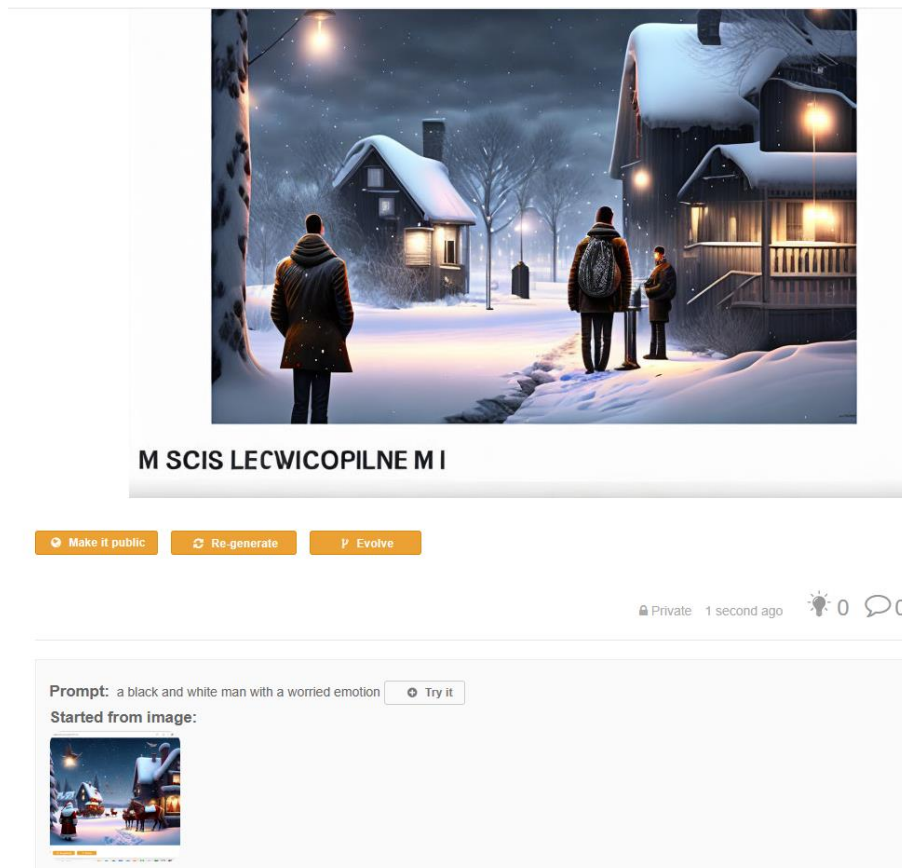 M SCIS LECWICOPILNE M I
Make it public Re-generate Evolve
Private 1 second ago 0 0
Prompt: a black and white man with a worried emotion Try it
Started from image: